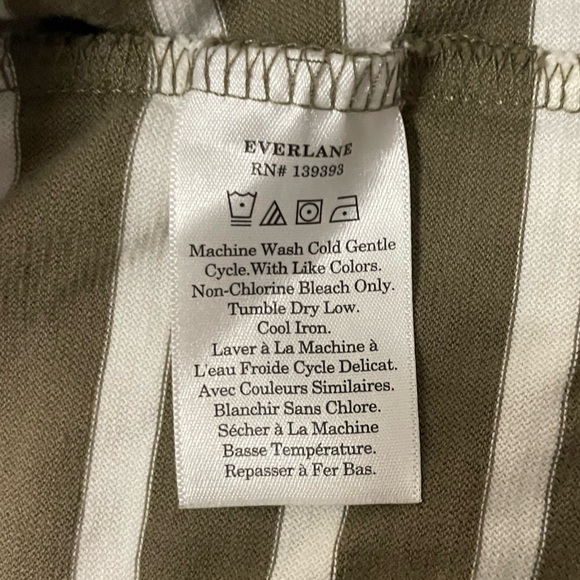 EVERLANE
RN# 139393
Machine Wash Cold Gentle
Cycle.With Like Colors.
Non-Chlorine Bleach Only.
Tumble Dry Low.
Cool Iron.
Laver à La Machine à
L'eau Froide Cycle Delicat.
Avec Couleurs Similaires.
Blanchir Sans Chlore.
Sécher à La Machine
Basse Température.
Repasser à Fer Bas.